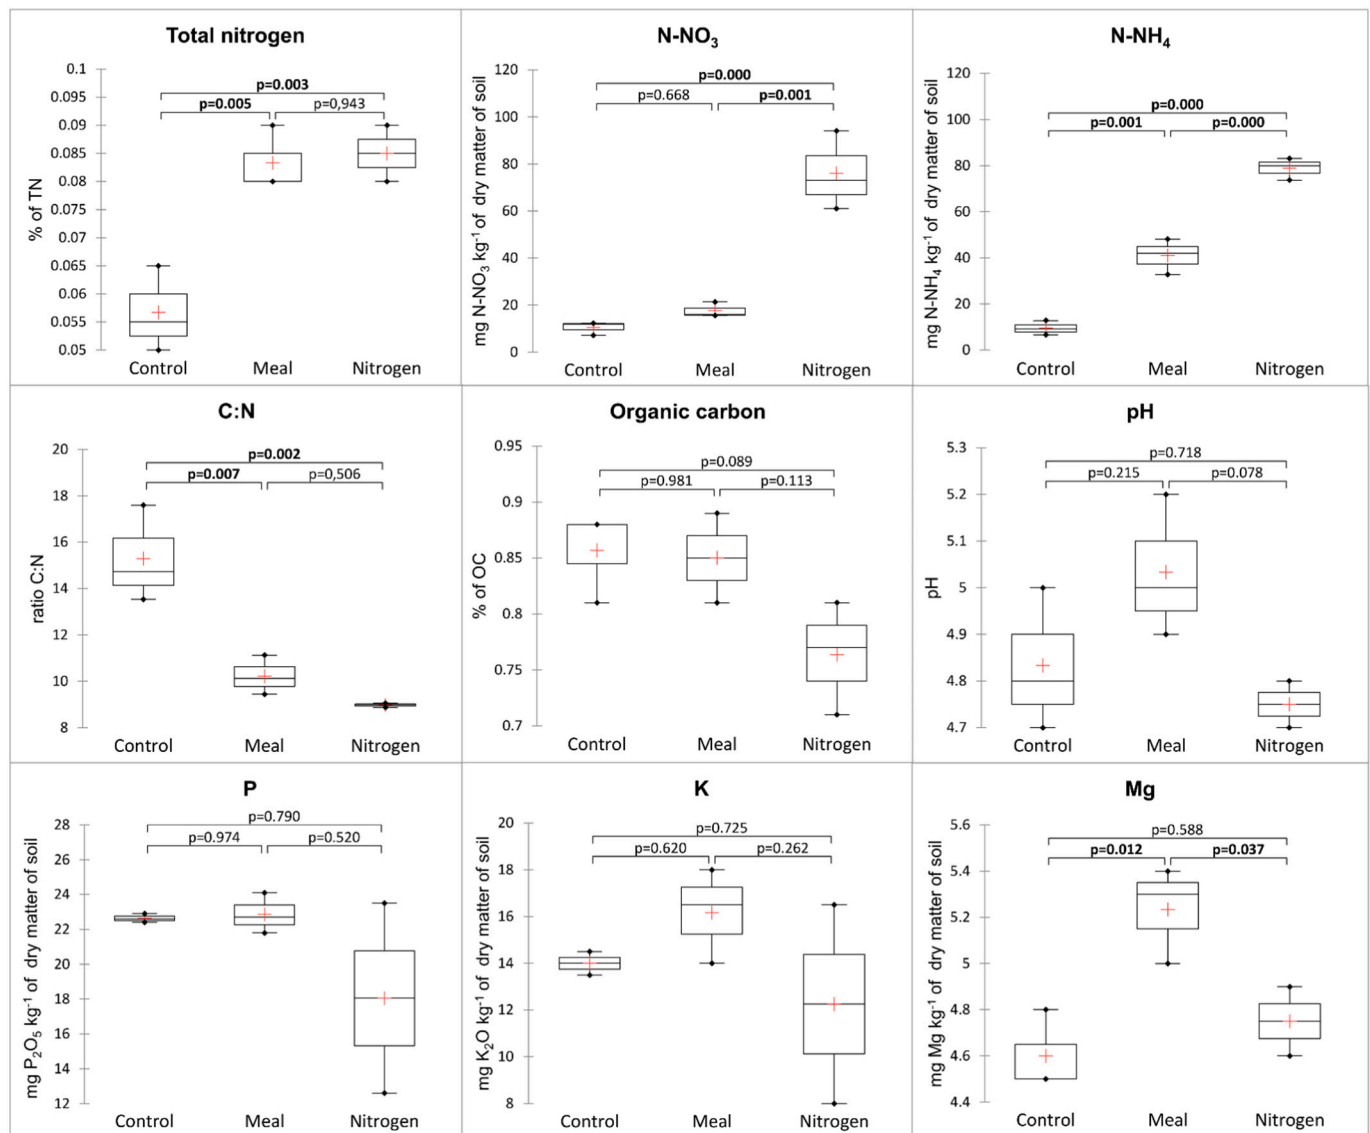 Total nitrogen
% of TN
0.1
0.095
0.09
0.085
0.08
0.075
0.07
0.065
0.06
0.055
0.05
p=0.003
p=0.005
p=0,943
Control
Meal
Nitrogen
N-NO₃
mg N-NO₃ kg⁻¹ of dry matter of soil
120
100
80
60
40
20
0
p=0.000
p=0.668
p=0.001
Control
Meal
Nitrogen
N-NH₄
mg N-NH₄ kg⁻¹ of dry matter of soil
120
100
80
60
40
20
0
p=0.000
p=0.001
p=0.000
Control
Meal
Nitrogen
C:N
ratio C:N
20
18
16
14
12
10
8
p=0.002
p=0.007
p=0,506
Control
Meal
Nitrogen
Organic carbon
% of OC
0.95
0.9
0.85
0.8
0.75
0.7
p=0.089
p=0.981
p=0.113
Control
Meal
Nitrogen
pH
pH
5.3
5.2
5.1
5
4.9
4.8
4.7
p=0.718
p=0.215
p=0.078
Control
Meal
Nitrogen
P
mg P₂O₅ kg⁻¹ of dry matter of soil
28
26
24
22
20
18
16
14
12
p=0.790
p=0.974
p=0.520
Control
Meal
Nitrogen
K
mg K₂O kg⁻¹ of dry matter of soil
20
18
16
14
12
10
8
p=0.725
p=0.620
p=0.262
Control
Meal
Nitrogen
Mg
mg Mg kg⁻¹ of dry matter of soil
5.6
5.4
5.2
5
4.8
4.6
4.4
p=0.588
p=0.012
p=0.037
Control
Meal
Nitrogen